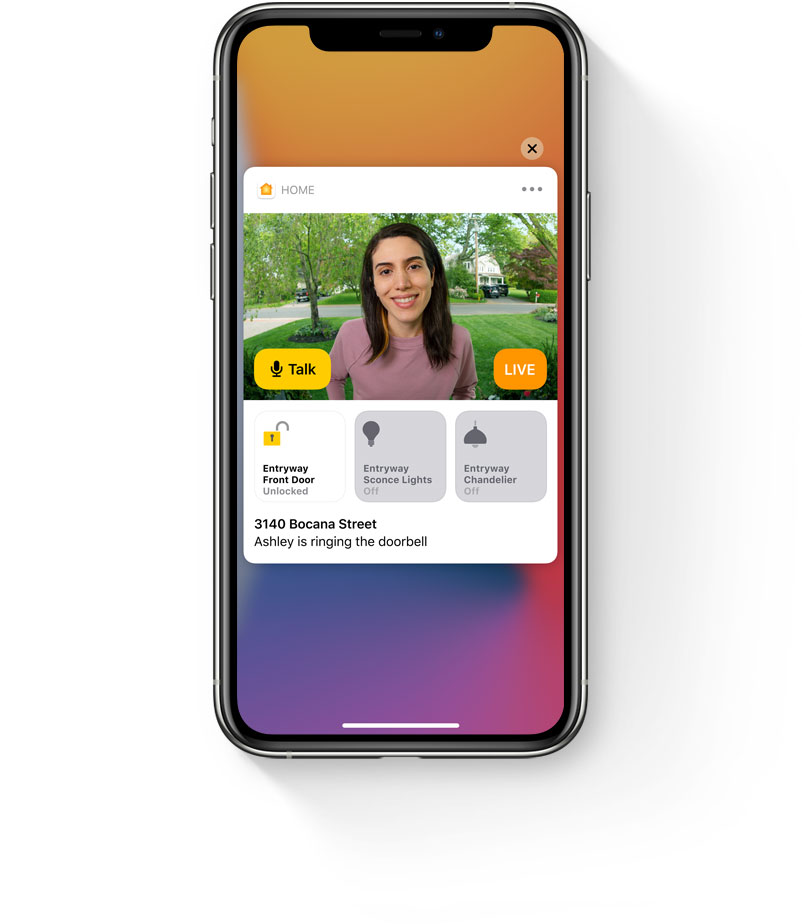 HOME
Talk
LIVE
Entryway
Front Door
Unlocked
Entryway
Sconce Lights
Off
Entryway
Chandelier
Off
3140 Bocana Street
Ashley is ringing the doorbell